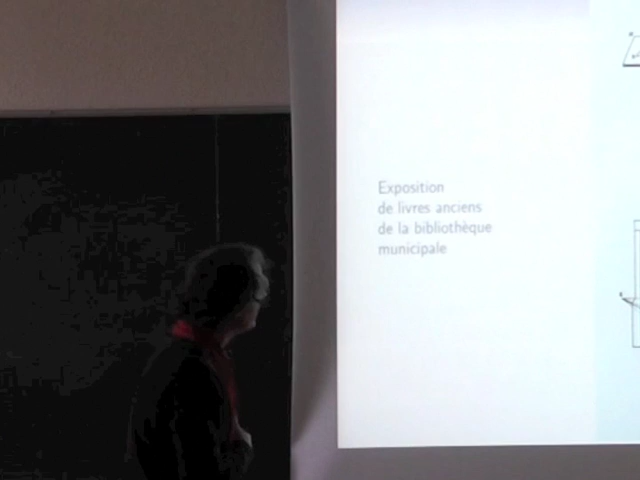 Exposition
de livres anciens
de la bibliothèque
municipale